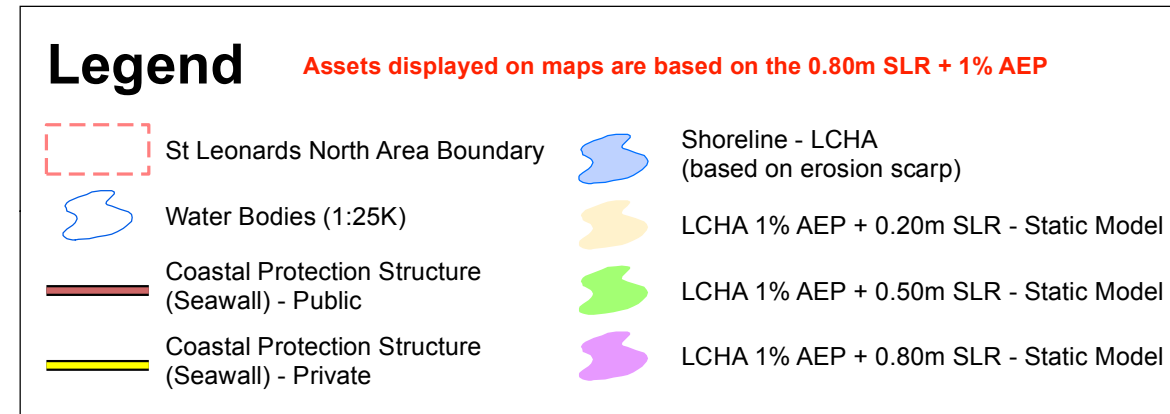 Legend
Assets displayed on maps are based on the 0.80m SLR + 1% AEP
St Leonards North Area Boundary
Water Bodies (1:25K)
Coastal Protection Structure
(Seawall) - Public
Coastal Protection Structure
(Seawall) - Private
Shoreline - LCHA
(based on erosion scarp)
LCHA 1% AEP + 0.20m SLR - Static Model
LCHA 1% AEP + 0.50m SLR - Static Model
LCHA 1% AEP + 0.80m SLR - Static Model